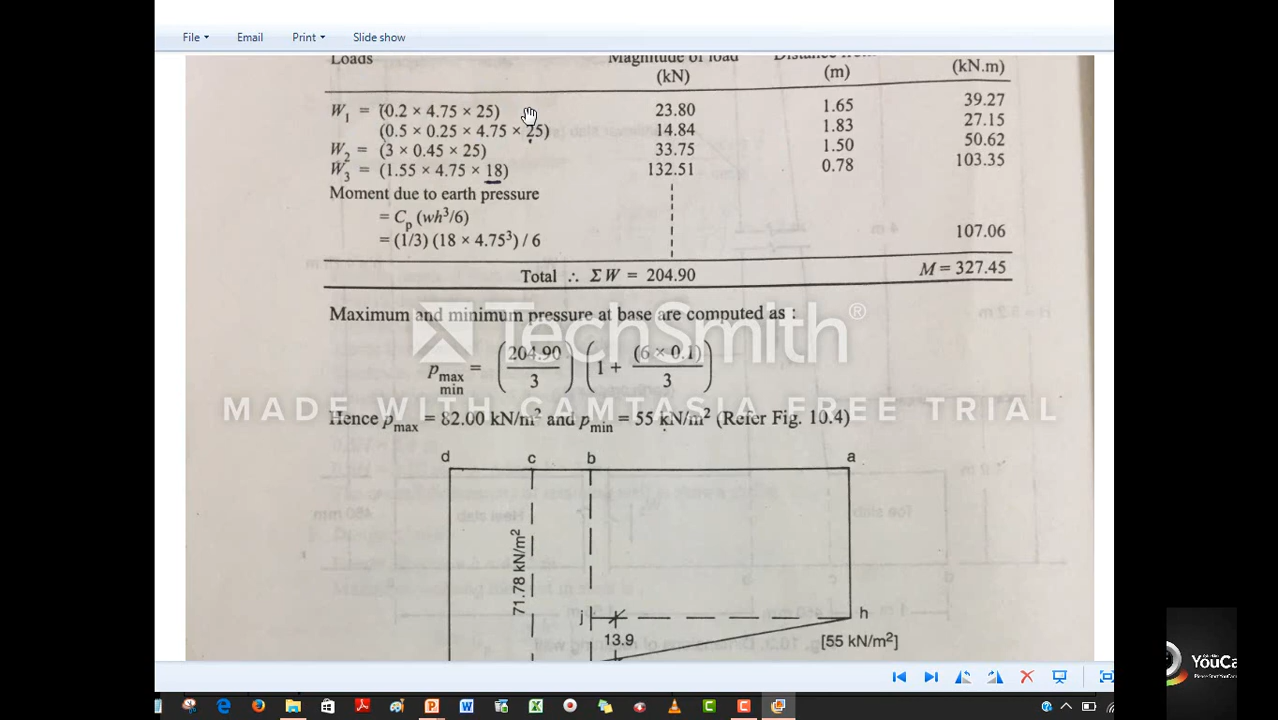 File Email Print Slide show
Loads Magnitude of load Distance from
(kN) (m) (kN.m)
W1 = (0.2 × 4.75 × 25) 23.80 1.65 39.27
(0.5 × 0.25 × 4.75 × 25) 14.84 1.83 27.15
W2 = (3 × 0.45 × 25) 33.75 1.50 50.62
W3 = (1.55 × 4.75 × 18) 132.51 0.78 103.35
Moment due to earth pressure
= Cp (wh³/6)
= (1/3) (18 × 4.75³) / 6 107.06
Total ∴ ΣW = 204.90 M = 327.45
Maximum and minimum pressure at base are computed as :
TechSmith®
pmax min = (204.90/3) (1 + (6 × 0.1)/3)
MADE WITH CAMTASIA FREE TRIAL
Hence pmax = 82.00 kN/m² and pmin = 55 kN/m² (Refer Fig. 10.4)
d c b a
71.78 kN/m²
j h
13.9 [55 kN/m²]
YouCa